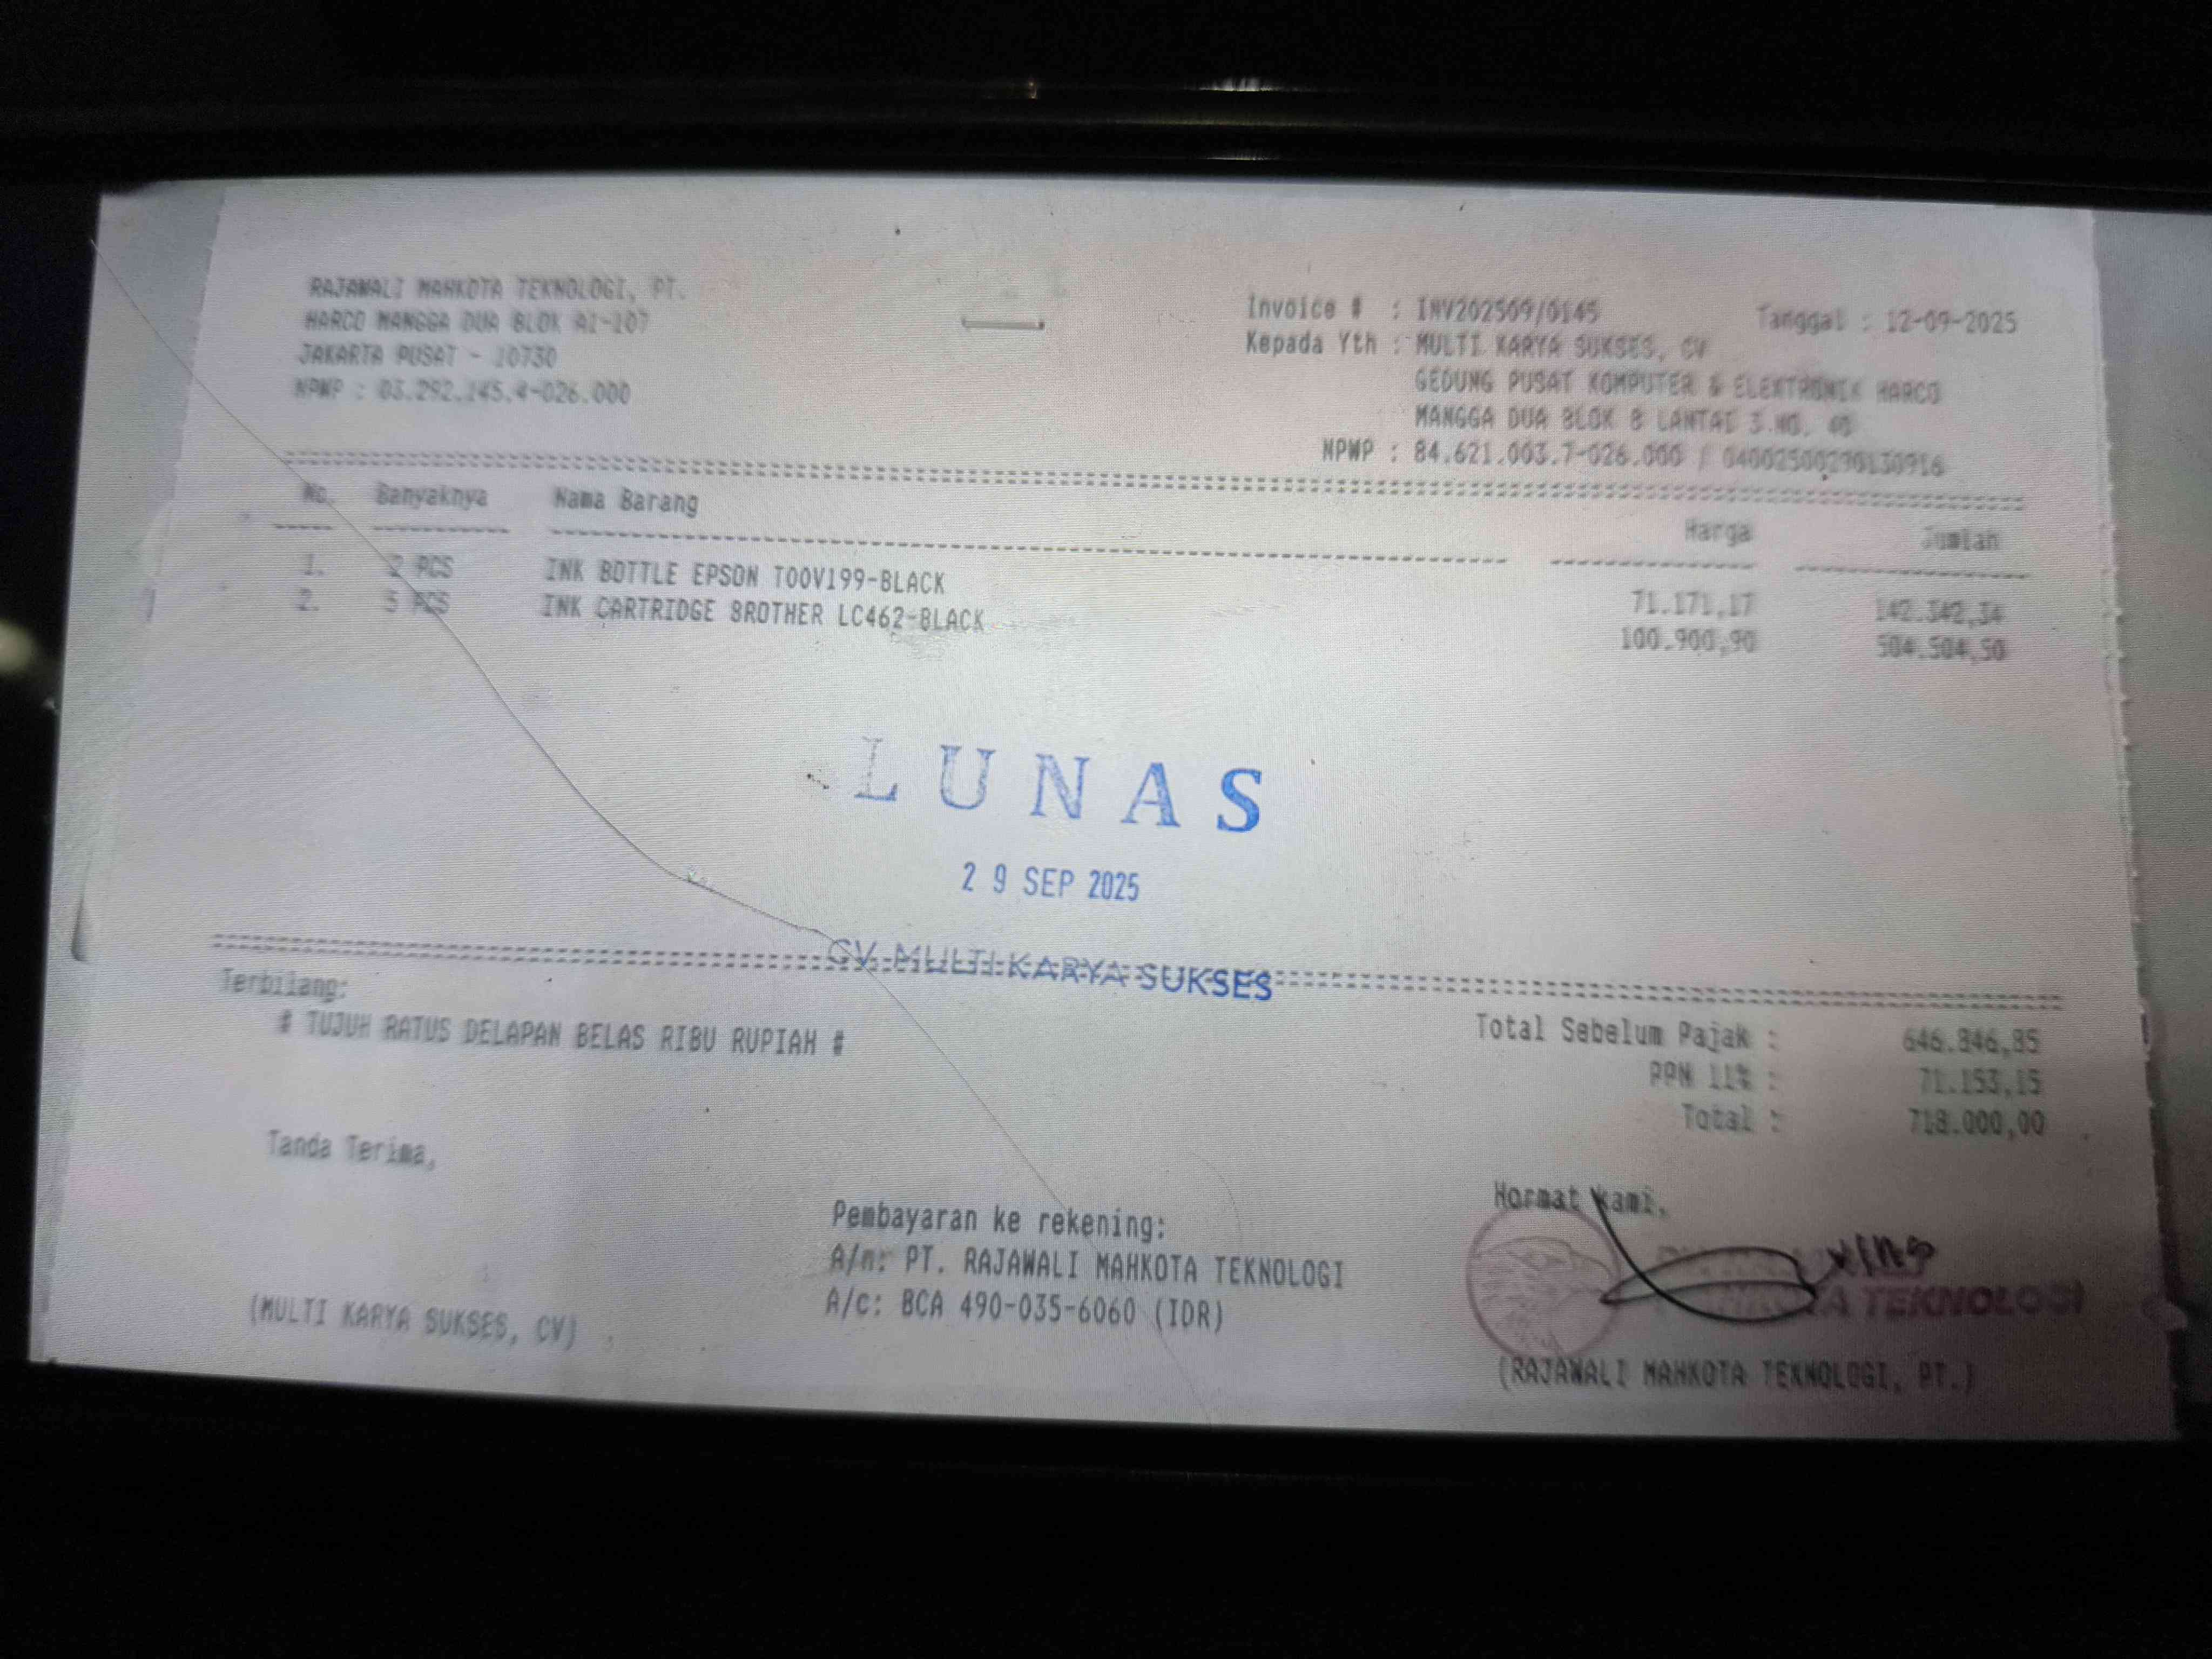 RAJAWALI MAHKOTA TEKNOLOGI, PT.
HARCO MANGGA DUA BLOK A1-107
JAKARTA PUSAT - 10730
NPWP : 03.292.145.4-026.000
Invoice # : INV202509/0145
Tanggal : 12-09-2025
Kepada Yth : MULTI KARYA SUKSES, CV
GEDUNG PUSAT KOMPUTER & ELEKTRONIK HARCO
MANGGA DUA BLOK B LANTAI 3 NO.
NPWP : 84.621.003.7-026.000 /
No. Banyaknya Nama Barang Harga Jumlah
1. 2 PCS INK BOTTLE EPSON T00V199-BLACK 71.171,17 142.342,34
2. 5 PCS INK CARTRIDGE BROTHER LC462-BLACK 100.900,90 504.504,50
LUNAS
29 SEP 2025
CV. MULTI KARYA SUKSES
Terbilang:
# TUJUH RATUS DELAPAN BELAS RIBU RUPIAH #
Total Sebelum Pajak : 646.846,85
PPN 11% : 71.153,15
Total : 718.000,00
Tanda Terima,
(MULTI KARYA SUKSES, CV)
Pembayaran ke rekening:
A/n: PT. RAJAWALI MAHKOTA TEKNOLOGI
A/c: BCA 490-035-6060 (IDR)
Hormat kami,
TA TEKNOLOGI
(RAJAWALI MAHKOTA TEKNOLOGI, PT.)